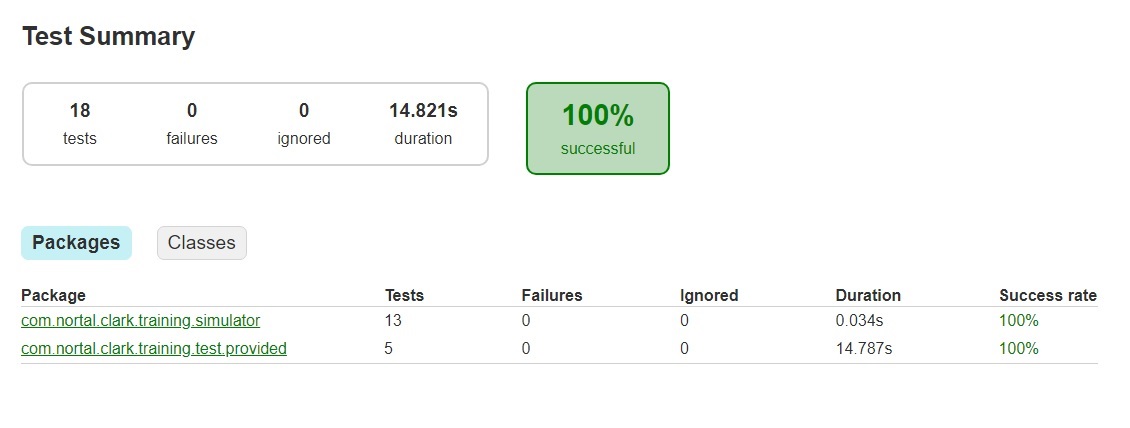 Test Summary
18 0 0 14.821s
tests failures ignored duration
100%
successful
Packages Classes
Package Tests Failures Ignored Duration Success rate
com.nortal.clark.training.simulator 13 0 0 0.034s 100%
com.nortal.clark.training.test.provided 5 0 0 14.787s 100%